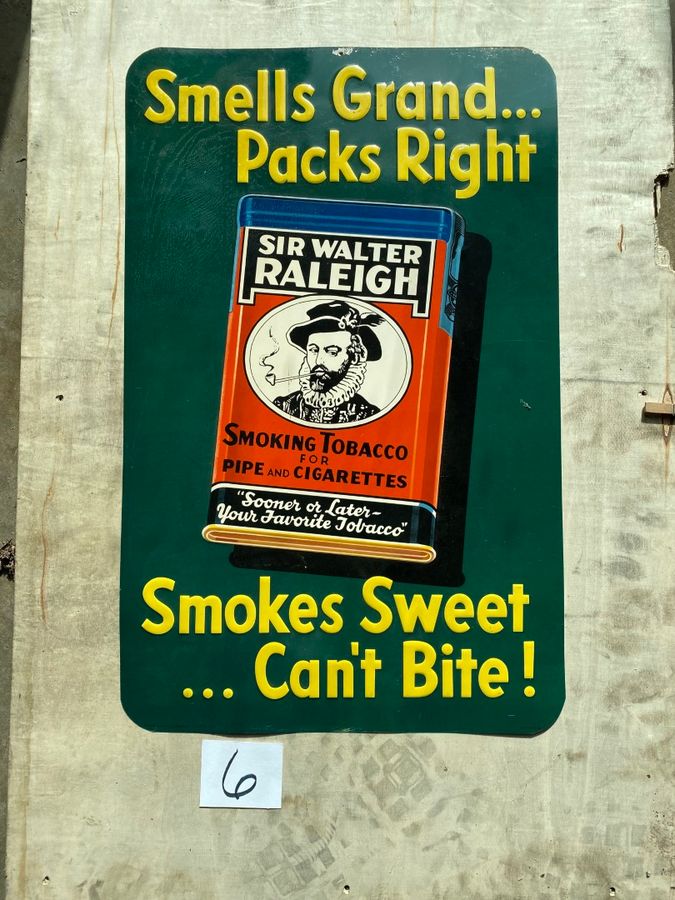 Smells Grand...
Packs Right
SIR WALTER
RALEIGH
SMOKING TOBACCO
FOR
PIPE AND CIGARETTES
"Sooner or Later-
Your Favorite Tobacco"
Smokes Sweet
... Can't Bite!
6